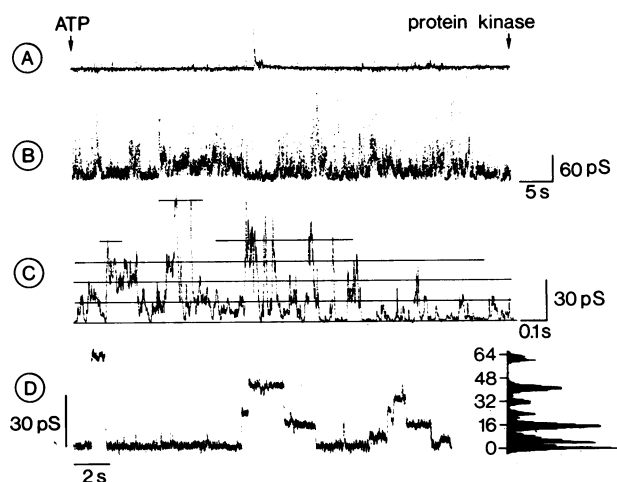 ATP
protein kinase
A
B
60 pS
5 s
C
30 pS
0.1s
D
30 pS
2 s
64
48
32
16
0